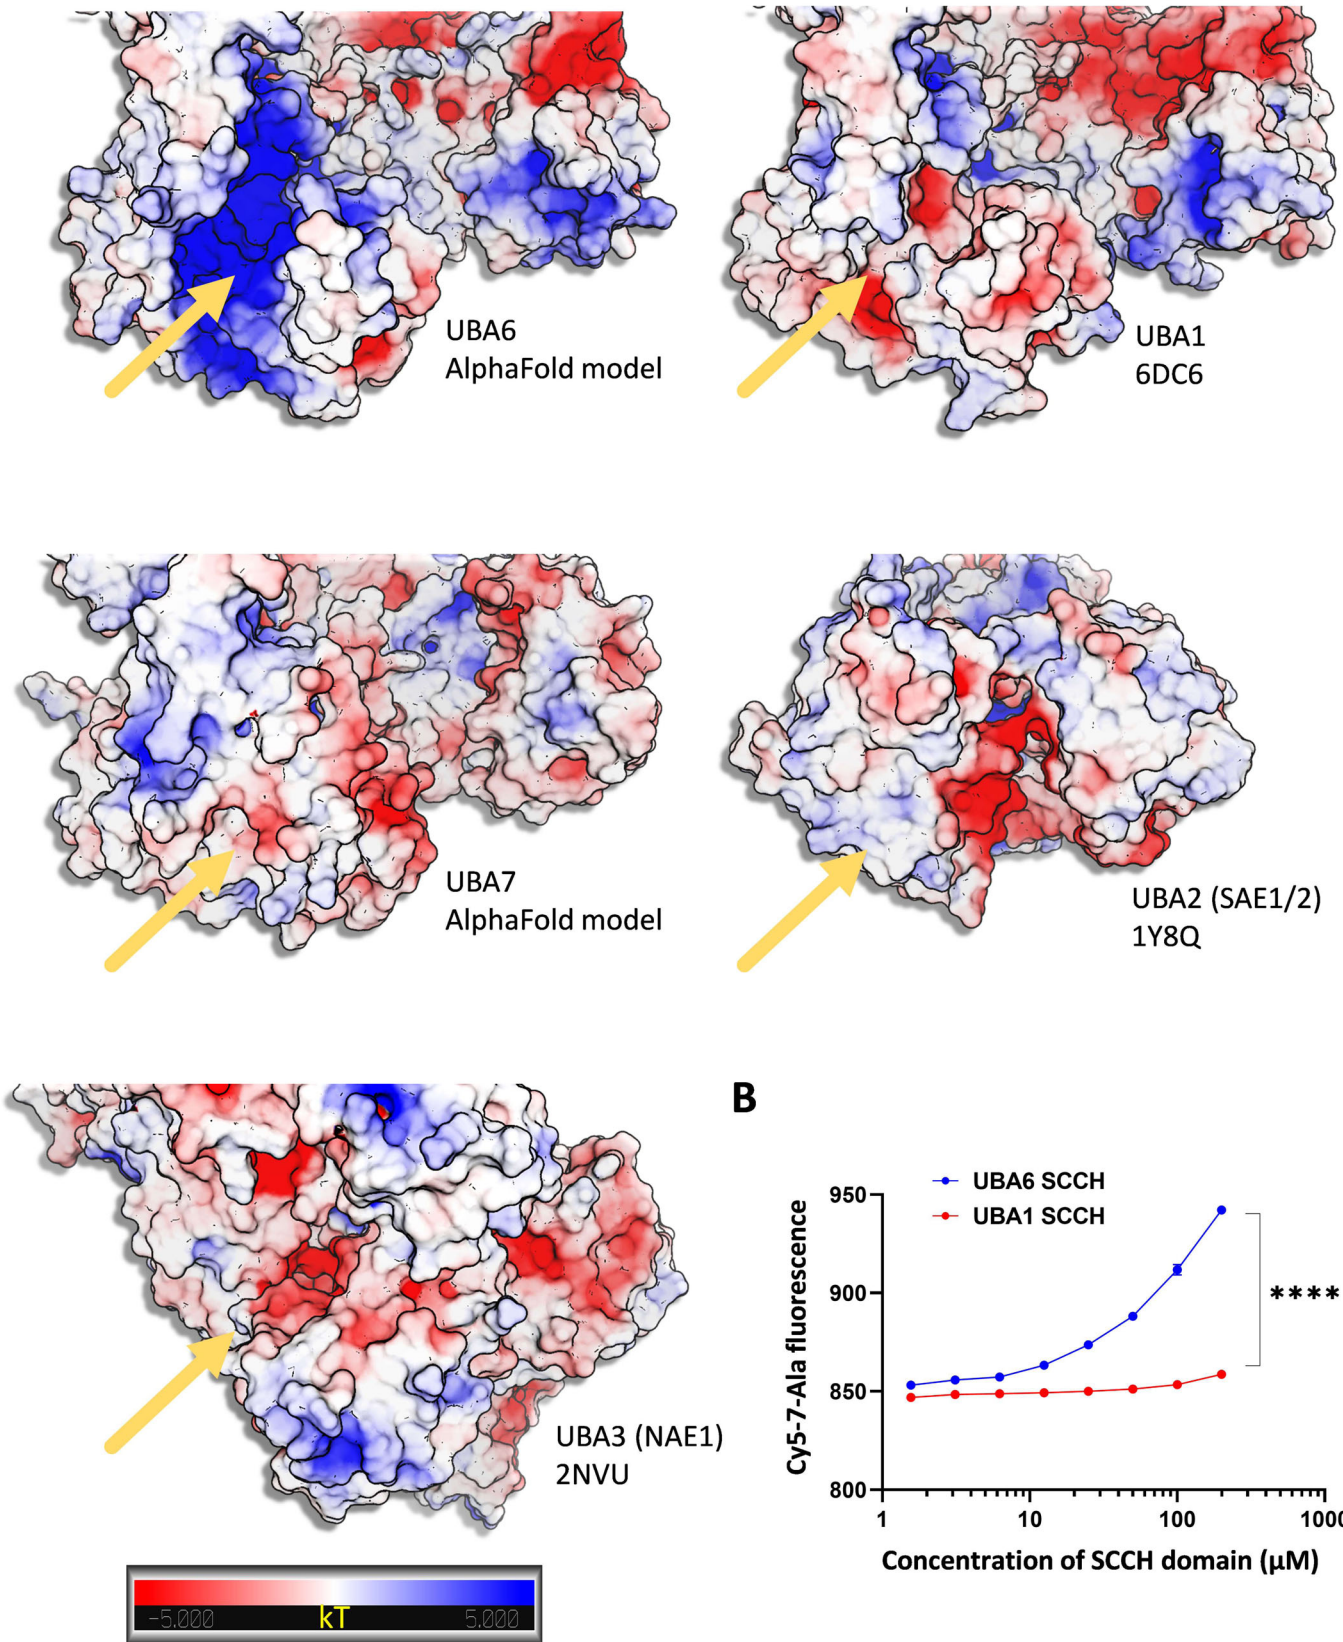 UBA6
AlphaFold model
UBA1
6DC6
UBA7
AlphaFold model
UBA2 (SAE1/2)
1Y8Q
UBA3 (NAE1)
2NVU
-5.000 kT 5.000
B
UBA6 SCCH
UBA1 SCCH
950
900
850
800
Cy5-7-Ala fluorescence
****
1 10 100 1000
Concentration of SCCH domain (μM)